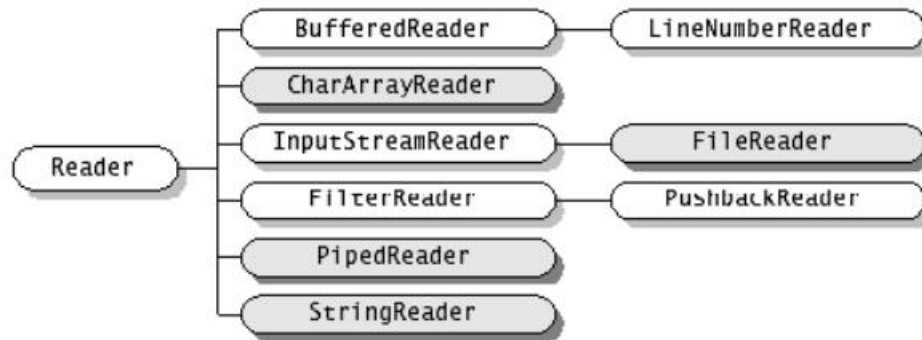 BufferedReader LineNumberReader
CharArrayReader
InputStreamReader FileReader
Reader
FilterReader PushbackReader
PipedReader
StringReader